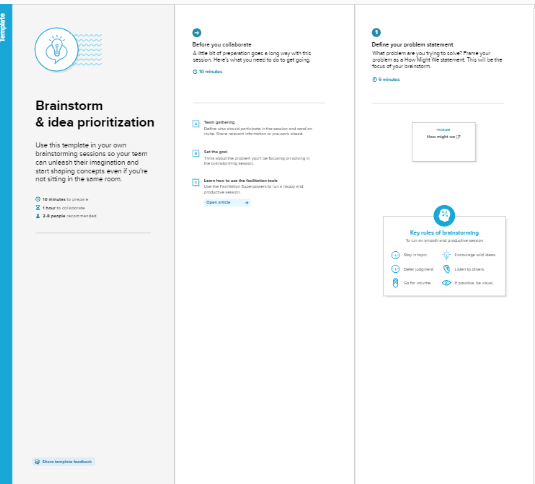 Template
Brainstorm
& idea prioritization
Use this template in your own
brainstorming sessions so your team
can unleash their imagination and
start shaping concepts even if you're
not sitting in the same room.
10 minutes to prepare
1 hour to collaborate
2-8 people recommended
Share template feedback
Before you collaborate
A little bit of preparation goes a long way with this
session. Here's what you need to do to get going.
10 minutes
Team gathering
Define who should participate in the session and send an
invite. Share relevant information or pre-work ahead.
Set the goal
Think about the problem you'll be focusing on solving in
the brainstorming session.
Learn how to use the facilitation tools
Use the Facilitation Superpowers to run a happy and
productive session.
Open article
1
Define your problem statement
What problem are you trying to solve? Frame your
problem as a How Might We statement. This will be the
focus of your brainstorm.
5 minutes
PROBLEM
How might we
Key rules of brainstorming
To run an smooth and productive session
Stay in topic.
Encourage wild ideas.
Defer judgment.
Listen to others.
Go for volume.
If possible, be visual.